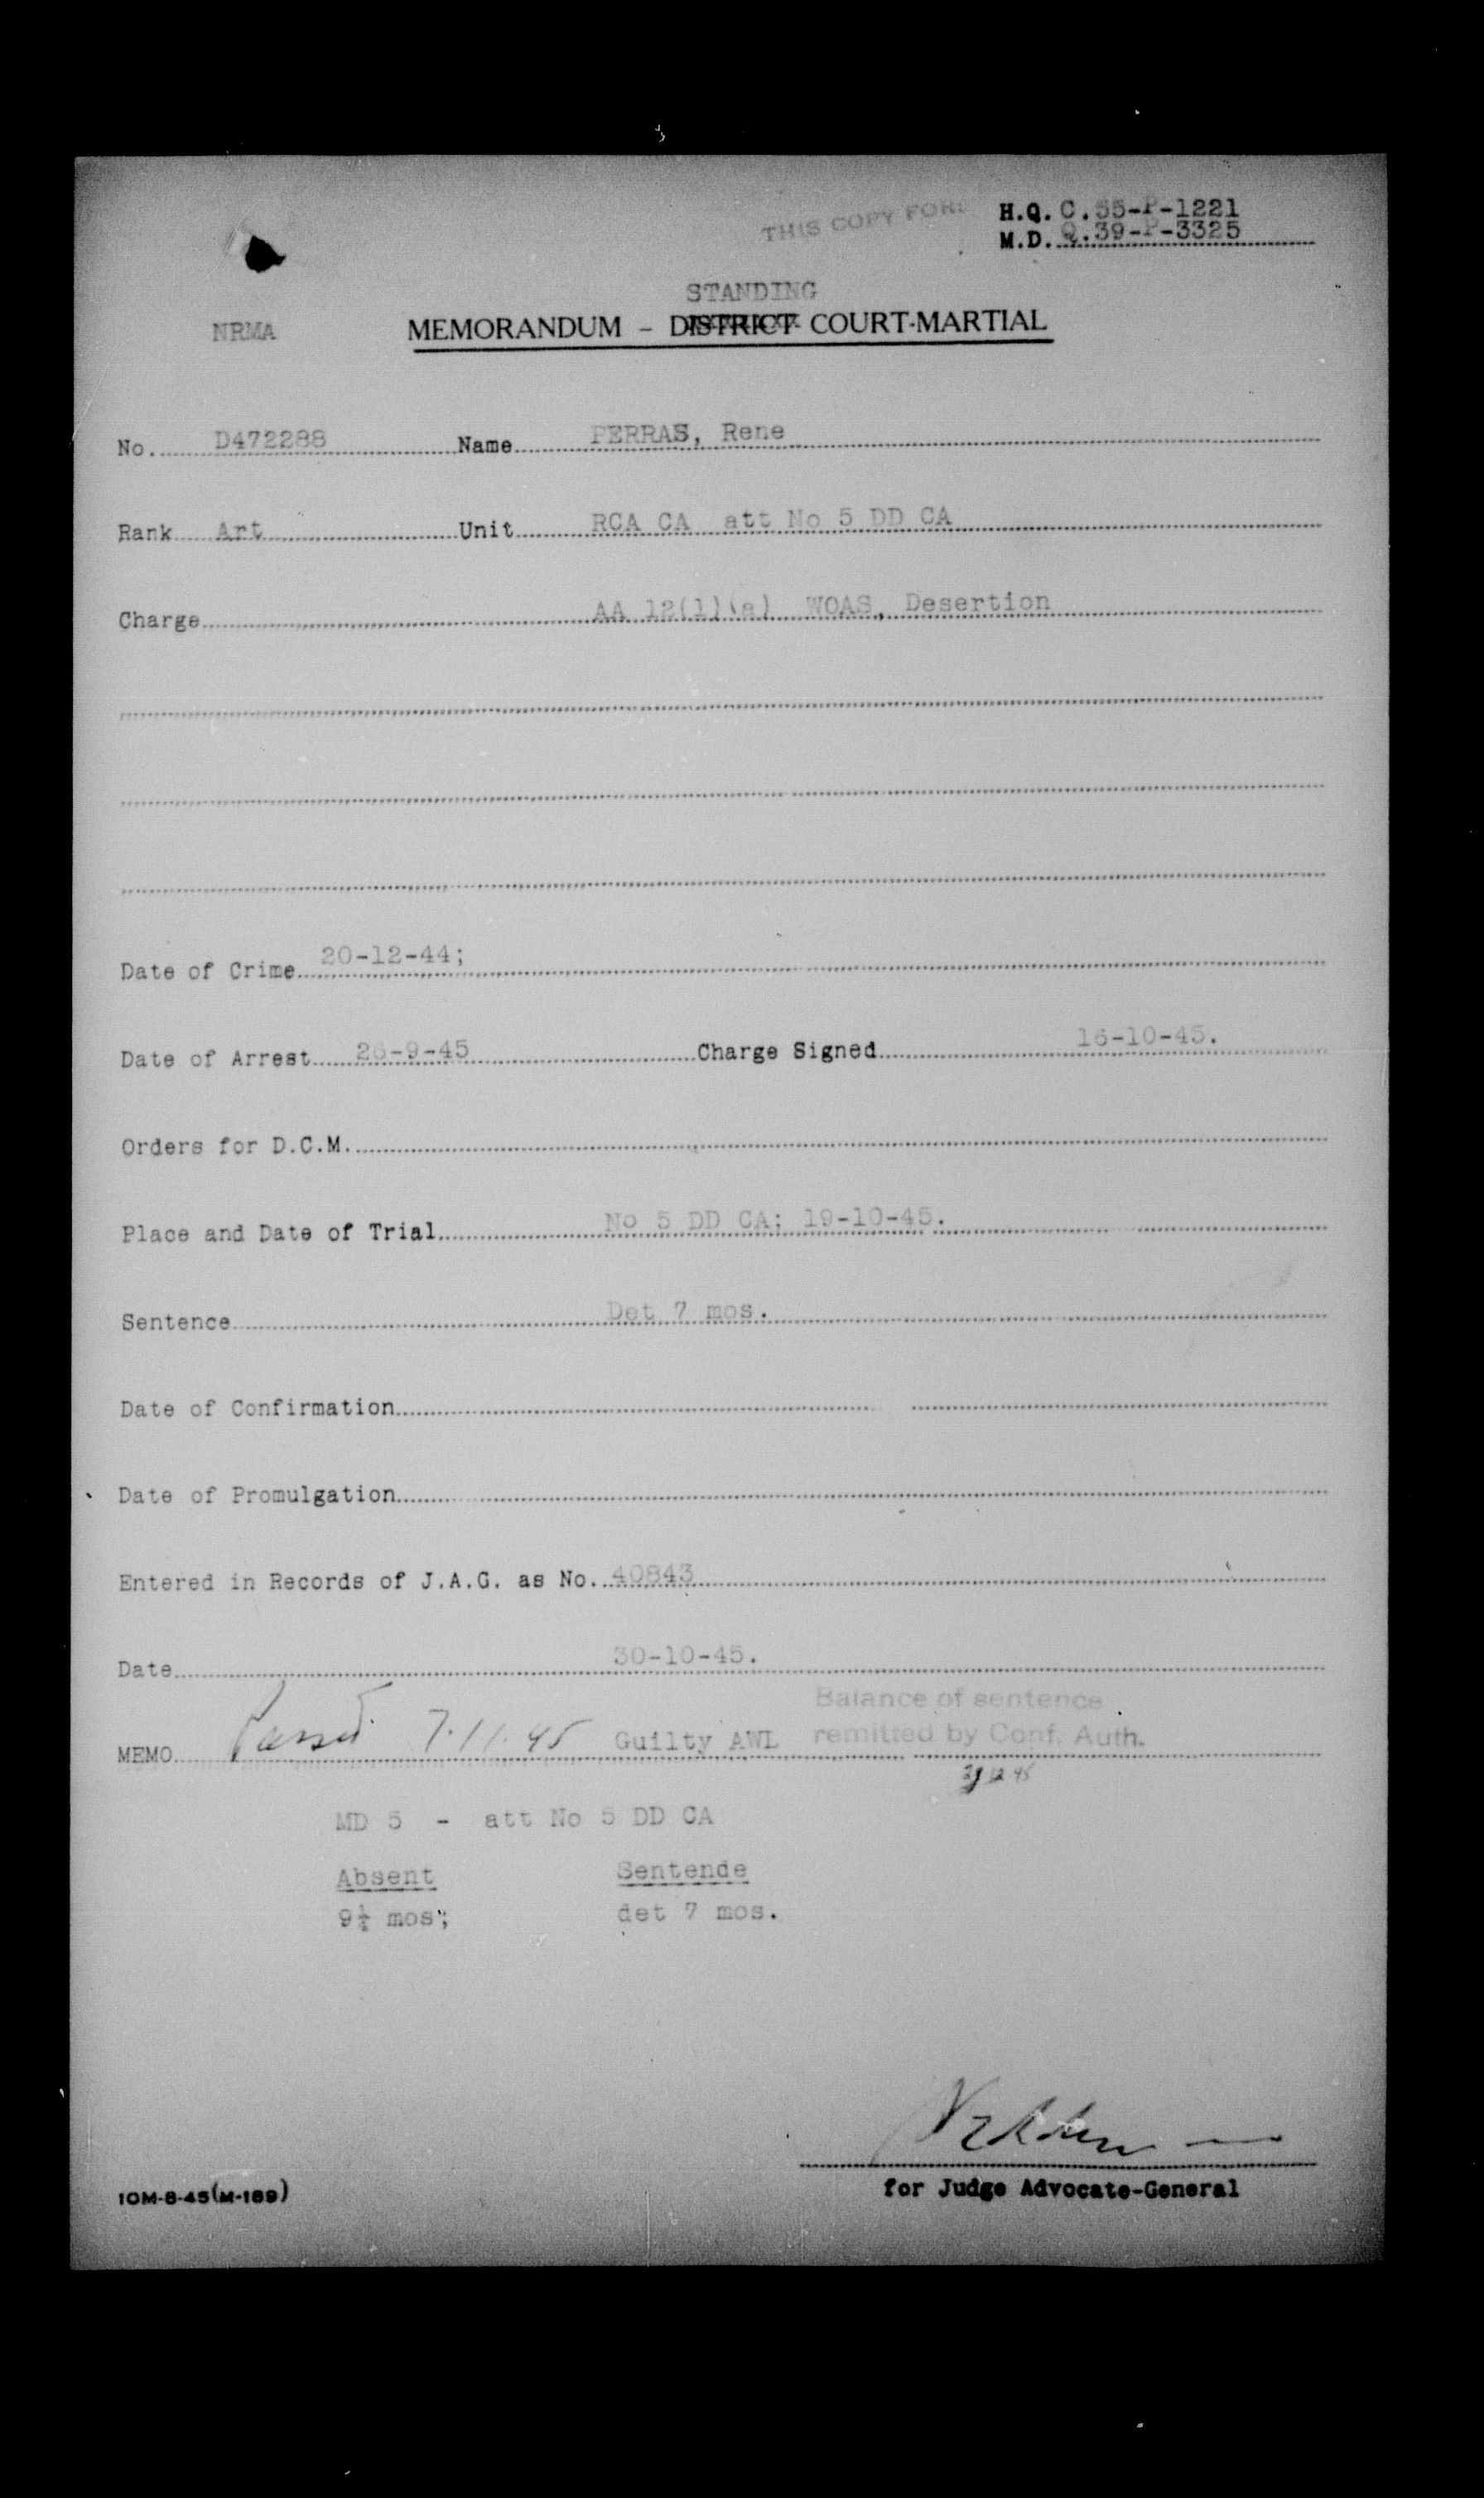 THIS COPY FOR:
H.Q. C.55-P-1221
M.D. Q.39-P-3325
STANDING
NRMA MEMORANDUM - DISTRICT COURT-MARTIAL
No. D472288 Name PERRAS, Rene
Rank Art Unit RCA CA att No 5 DD CA
Charge AA 12(1)(a) WOAS, Desertion
Date of Crime 20-12-44;
Date of Arrest 26-9-45 Charge Signed 16-10-45.
Orders for D.C.M.
Place and Date of Trial No 5 DD CA; 19-10-45.
Sentence Det 7 mos.
Date of Confirmation
Date of Promulgation
Entered in Records of J.A.G. as No. 40843
Date 30-10-45.
Balance of sentence
MEMO 7.11.45 Guilty AWL remitted by Conf. Auth.
MD 5 - att No 5 DD CA
Absent Sentende
9¼ mos; det 7 mos.
for Judge Advocate-General
10M-8-45(M-189)